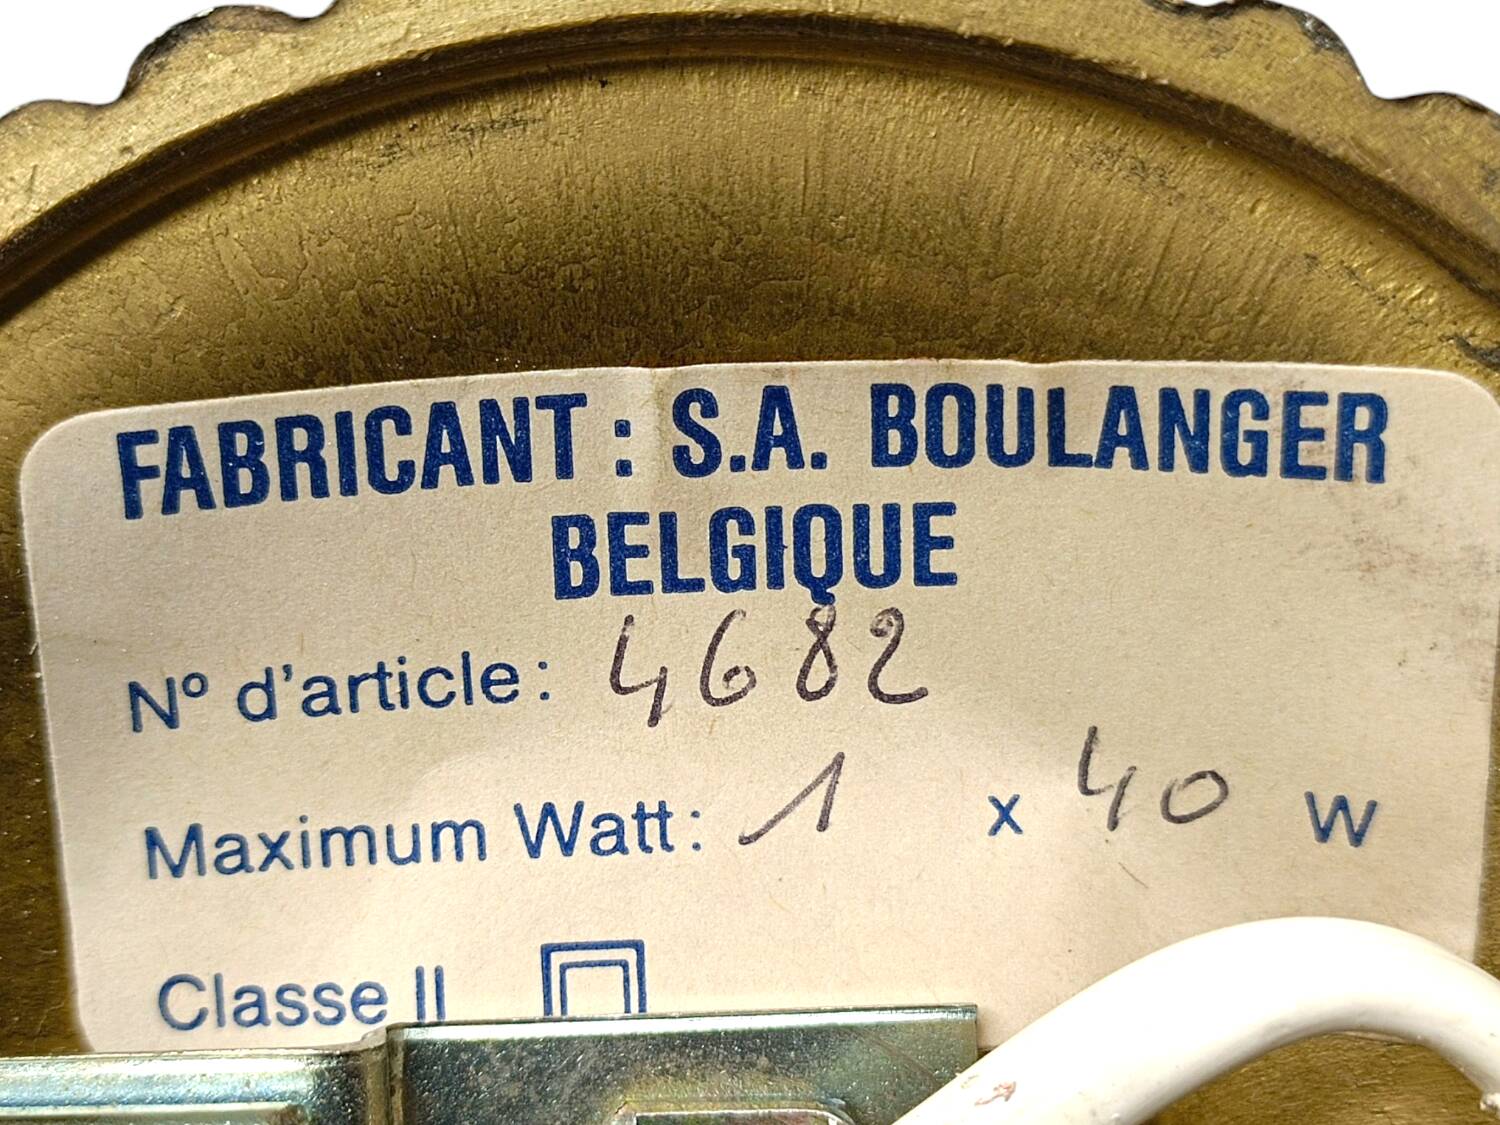 FABRICANT : S.A. BOULANGER
BELGIQUE
N° d'article : 4682
Maximum Watt : 1 x 40 W
Classe II